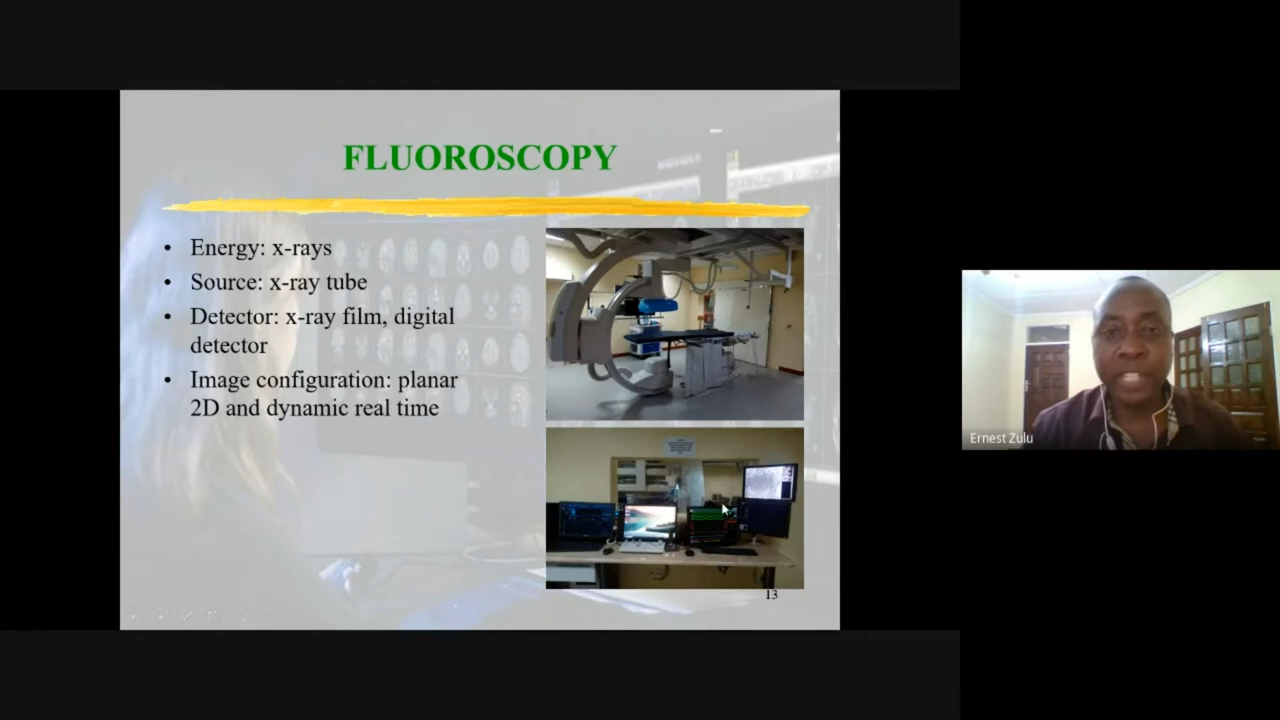 FLUOROSCOPY
• Energy: x-rays
• Source: x-ray tube
• Detector: x-ray film, digital
detector
• Image configuration: planar
2D and dynamic real time
13
Ernest Zulu